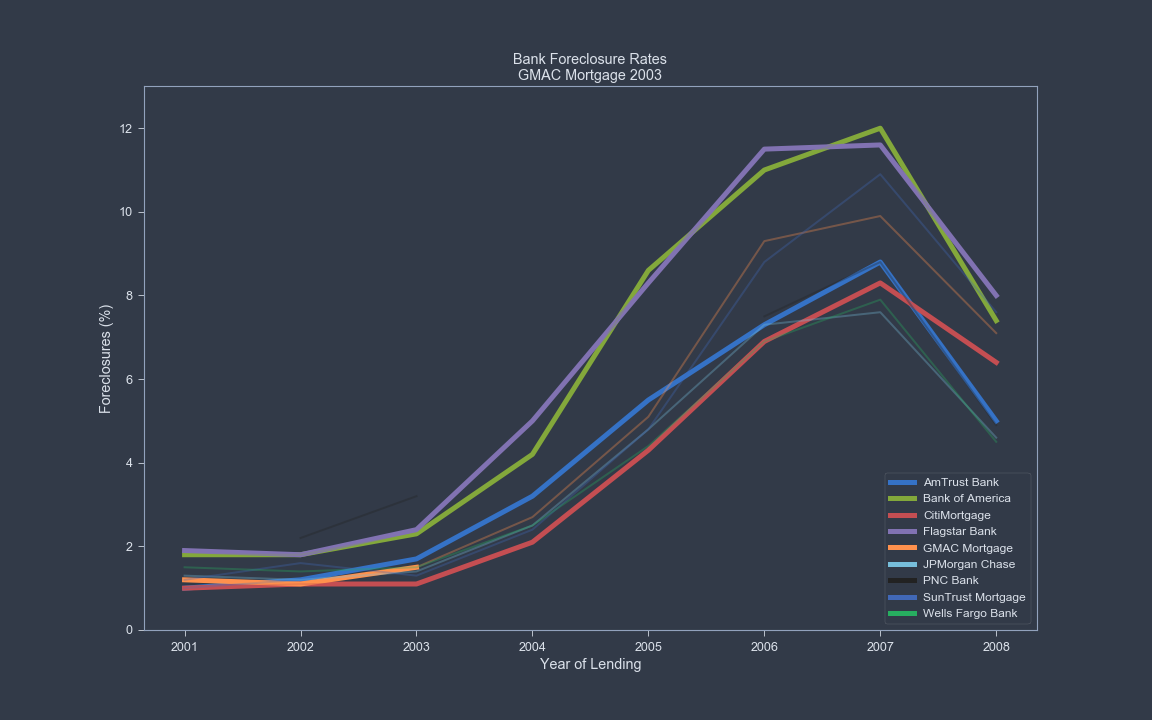 Bank Foreclosure Rates
GMAC Mortgage 2003
Foreclosures (%)
12
10
8
6
4
2
0
2001 2002 2003 2004 2005 2006 2007 2008
Year of Lending
AmTrust Bank
Bank of America
CitiMortgage
Flagstar Bank
GMAC Mortgage
JPMorgan Chase
PNC Bank
SunTrust Mortgage
Wells Fargo Bank